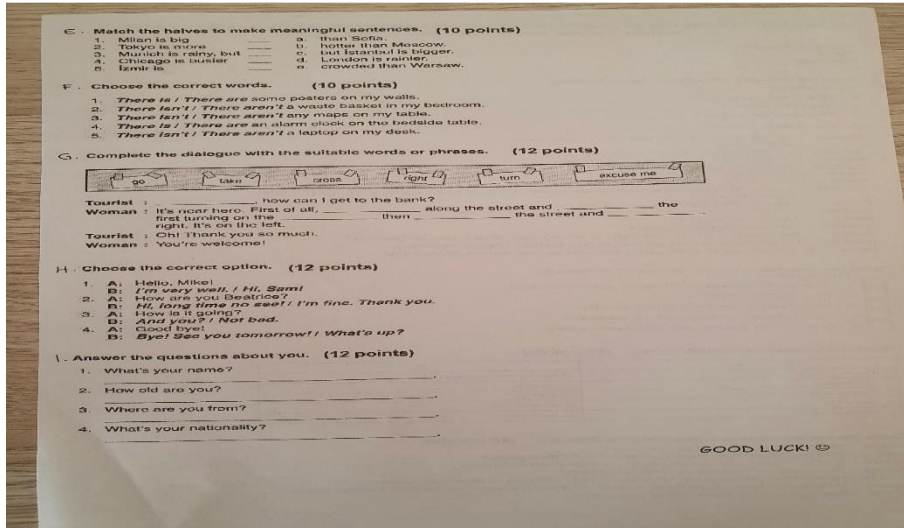 E. Match the halves to make meaningful sentences. (10 points)
1. Milan is big ____ a. than Sofia.
2. Tokyo is more ____ b. hotter than Moscow.
3. Munich is rainy, but ____ c. but İstanbul is bigger.
4. Chicago is busier ____ d. London is rainier.
5. İzmir is ____ e. crowded than Warsaw.
F. Choose the correct words. (10 points)
1. There is / There are some posters on my walls.
2. There isn't / There aren't a waste basket in my bedroom.
3. There isn't / There aren't any maps on my table.
4. There is / There are an alarm clock on the bedside table.
5. There isn't / There aren't a laptop on my desk.
G. Complete the dialogue with the suitable words or phrases. (12 points)
go take cross right turn excuse me
Tourist : ____________, how can I get to the bank?
Woman : It's near here. First of all, ____________ along the street and ____________ the
first turning on the ____________ then ____________ the street and ____________.
right. It's on the left.
Tourist : Oh! Thank you so much.
Woman : You're welcome!
H. Choose the correct option. (12 points)
1. A: Hello, Mike!
B: I'm very well. / Hi, Sam!
2. A: How are you Beatrice?
B: Hi, long time no see! / I'm fine. Thank you.
3. A: How is it going?
B: And you? / Not bad.
4. A: Good bye!
B: Bye! See you tomorrow! / What's up?
I. Answer the questions about you. (12 points)
1. What's your name?
____________________.
2. How old are you?
____________________.
3. Where are you from?
____________________.
4. What's your nationality?
____________________.
GOOD LUCK! ☺